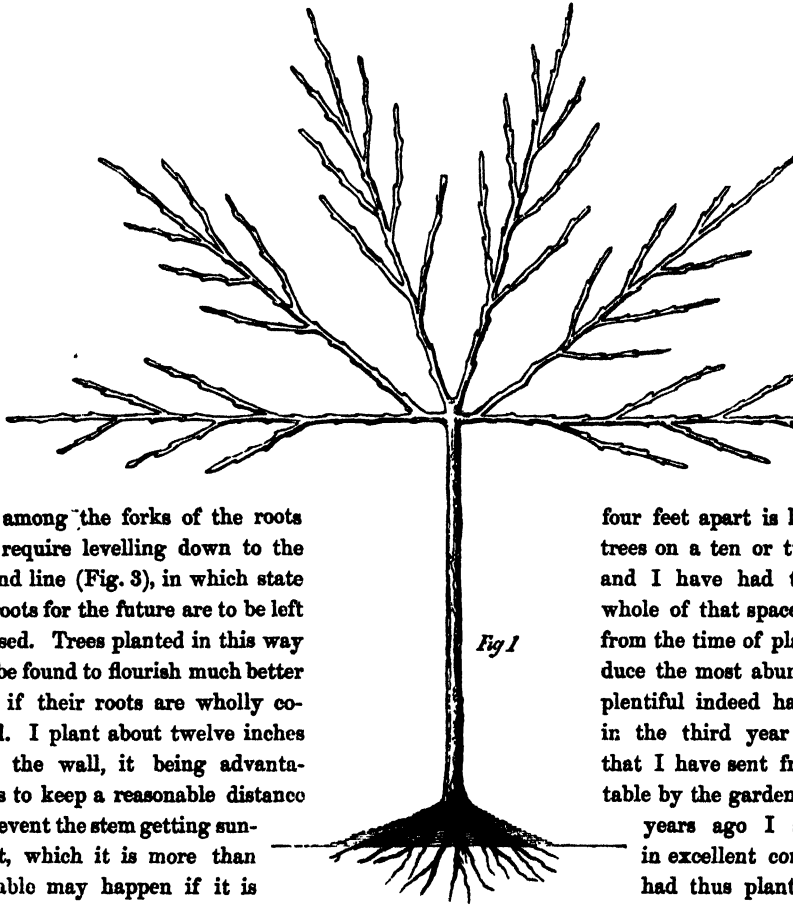 among the forks of the roots
require levelling down to the
nd line (Fig. 3), in which state
oots for the future are to be left
sed. Trees planted in this way
be found to flourish much better
if their roots are wholly co-
l. I plant about twelve inches
the wall, it being advanta-
s to keep a reasonable distance
event the stem getting sun-
t, which it is more than
able may happen if it is
Fig 1
four feet apart is
trees on a ten or
and I have had
whole of that space
from the time of pla
duce the most abun
plentiful indeed ha
in the third year
that I have sent fr
table by the garden
years ago I
in excellent con
had thus plant